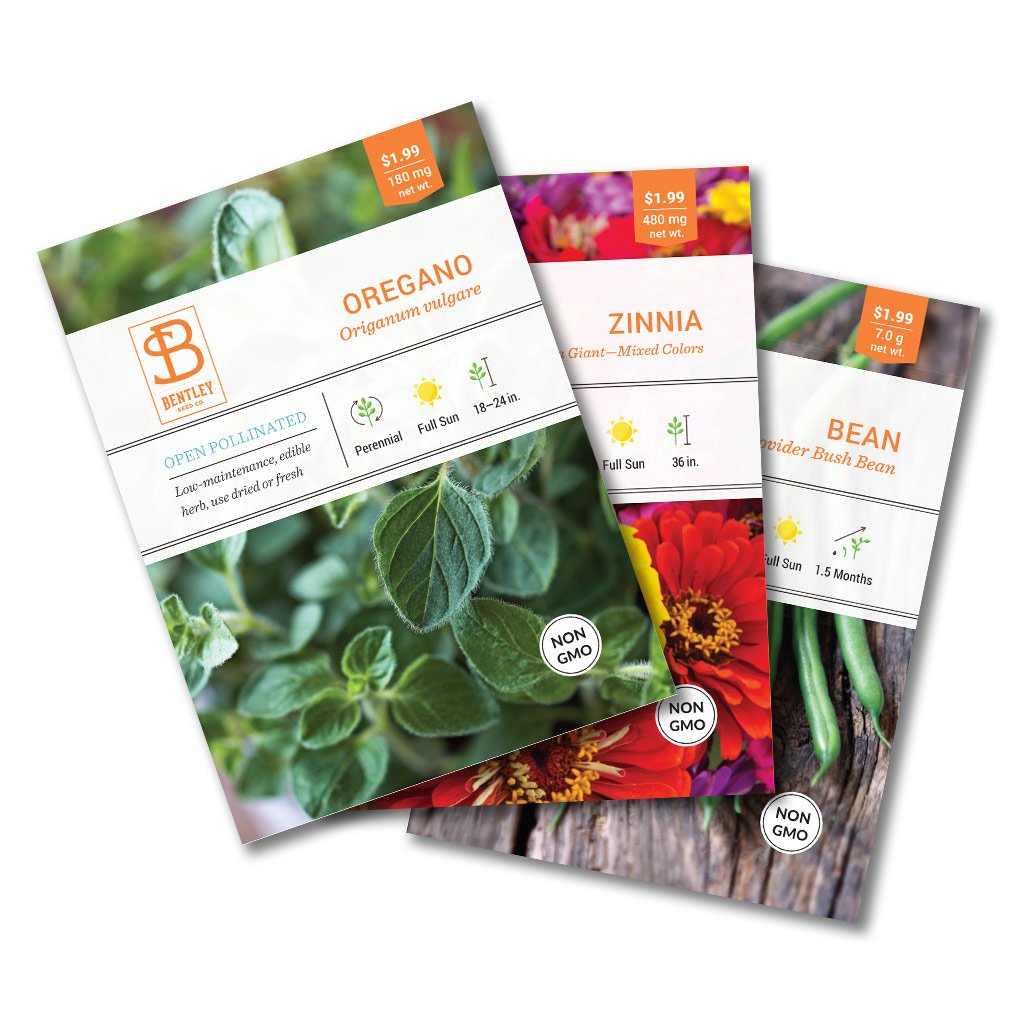 $1.99
180 mg
net wt.
OREGANO
Origanum vulgare
SB
BENTLEY
SEED CO.
OPEN POLLINATED
Low-maintenance, edible
herb, use dried or fresh
Perennial
Full Sun
18–24 in.
NON
GMO
$1.99
480 mg
net wt.
ZINNIA
Giant—Mixed Colors
Full Sun
36 in.
NON
GMO
$1.99
7.0 g
net wt.
BEAN
Bush Bean
Sun
1.5 Months
NON
GMO